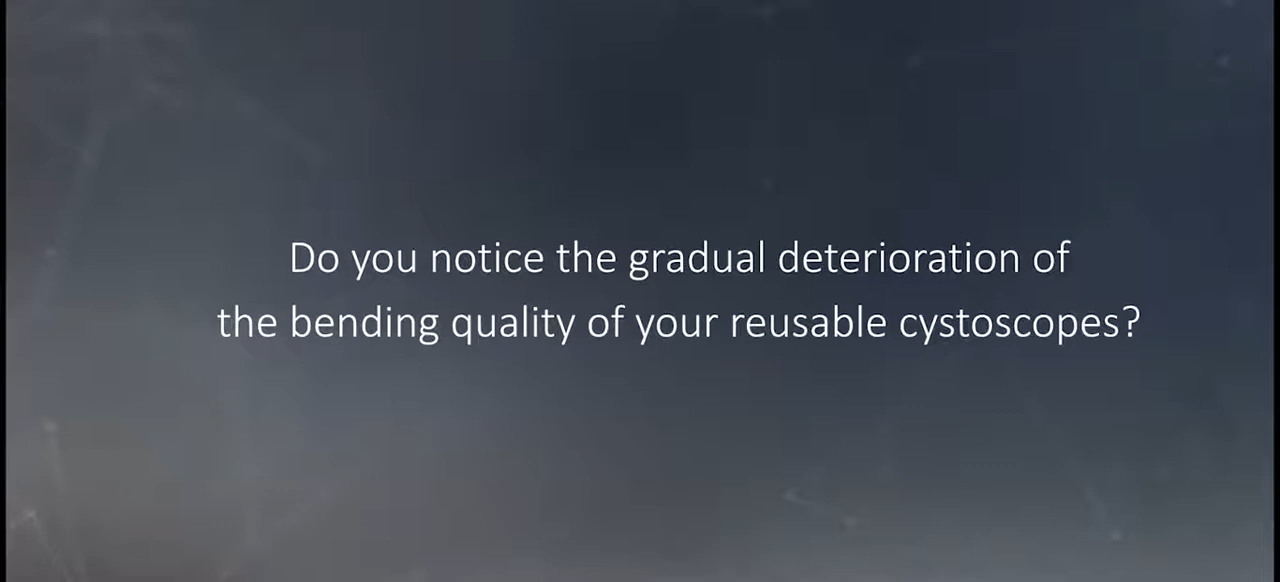 Do you notice the gradual deterioration of
the bending quality of your reusable cystoscopes?